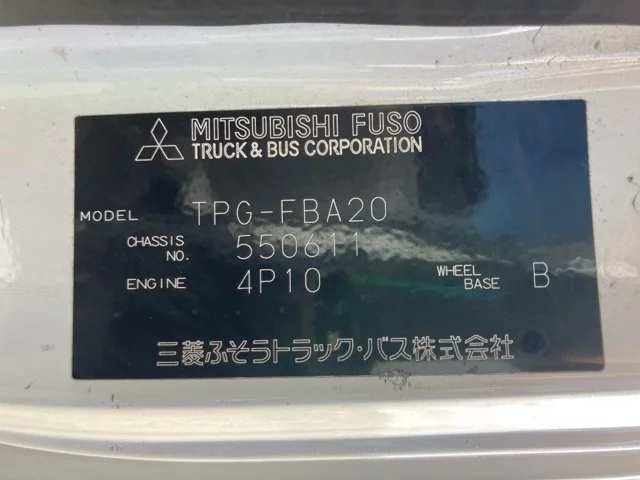 MITSUBISHI FUSO
TRUCK & BUS CORPORATION
MODEL TPG-FBA20
CHASSIS NO. 550611
ENGINE 4P10 WHEEL BASE B
三菱ふそうトラック・バス株式会社